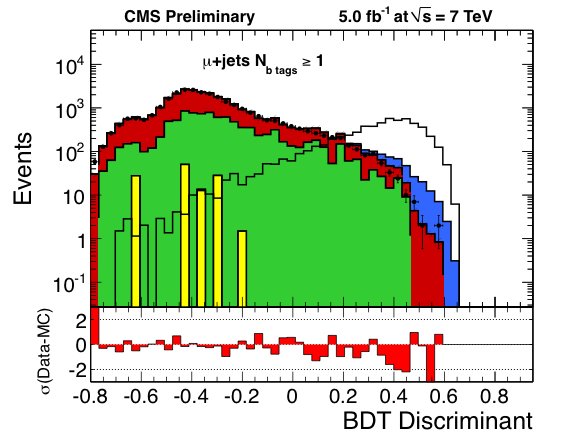 CMS Preliminary 5.0 fb⁻¹ at √s = 7 TeV
μ+jets N_b tags ≥ 1
Events
10⁴
10³
10²
10
1
10⁻¹
σ(Data-MC)
2
0
-2
-0.8 -0.6 -0.4 -0.2 0 0.2 0.4 0.6 0.8
BDT Discriminant